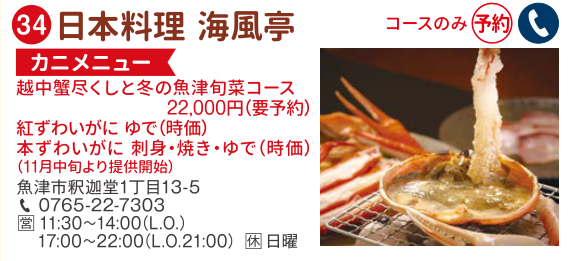 34 日本料理 海風亭
コースのみ 予約
カニメニュー
越中蟹尽くしと冬の魚津旬菜コース
22,000円(要予約)
紅ずわいがに ゆで(時価)
本ずわいがに 刺身・焼き・ゆで(時価)
(11月中旬より提供開始)
魚津市釈迦堂1丁目13-5
0765-22-7303
営 11:30~14:00(L.O.)
17:00~22:00(L.O.21:00) 休 日曜